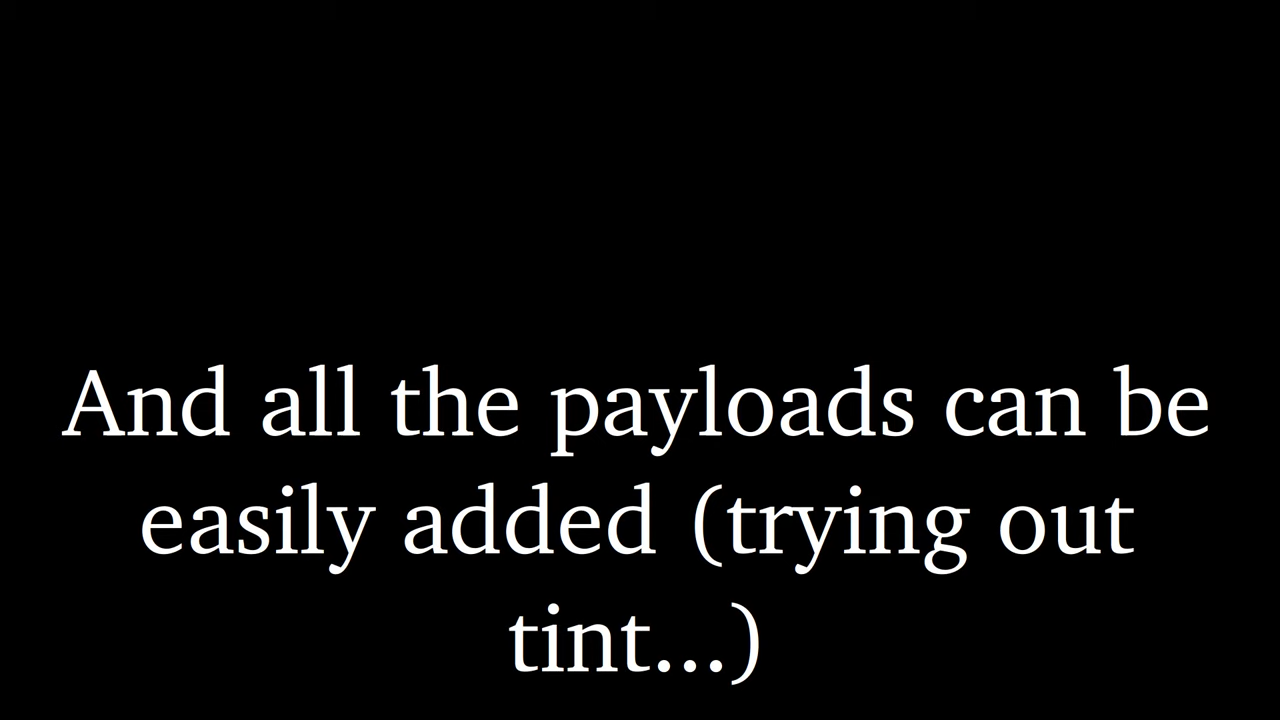 And all the payloads can be
easily added (trying out
tint...)